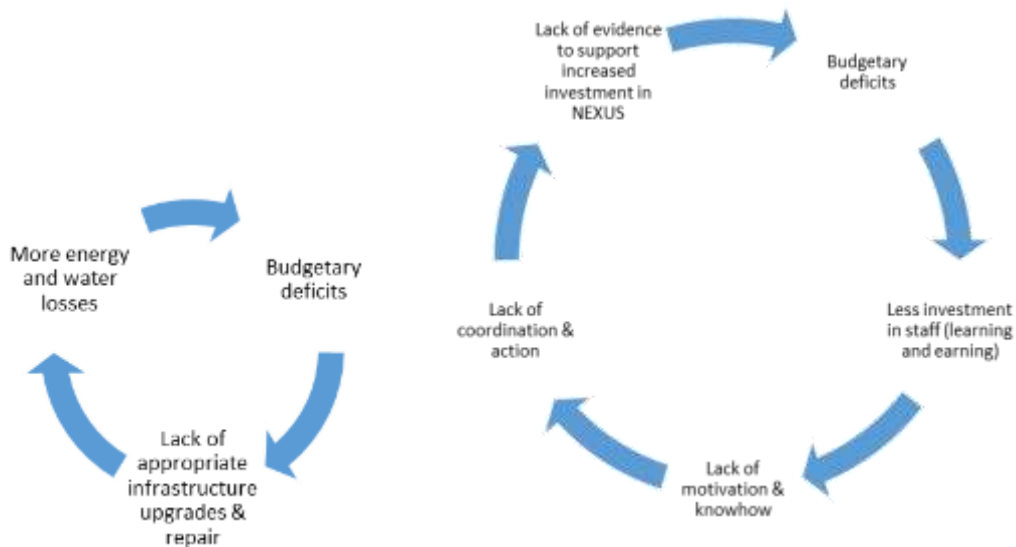 More energy
and water
losses
Budgetary
deficits
Lack of
appropriate
infrastructure
upgrades &
repair
Lack of evidence
to support
increased
investment in
NEXUS
Budgetary
deficits
Less investment
in staff (learning
and earning)
Lack of
motivation &
knowhow
Lack of
coordination &
action